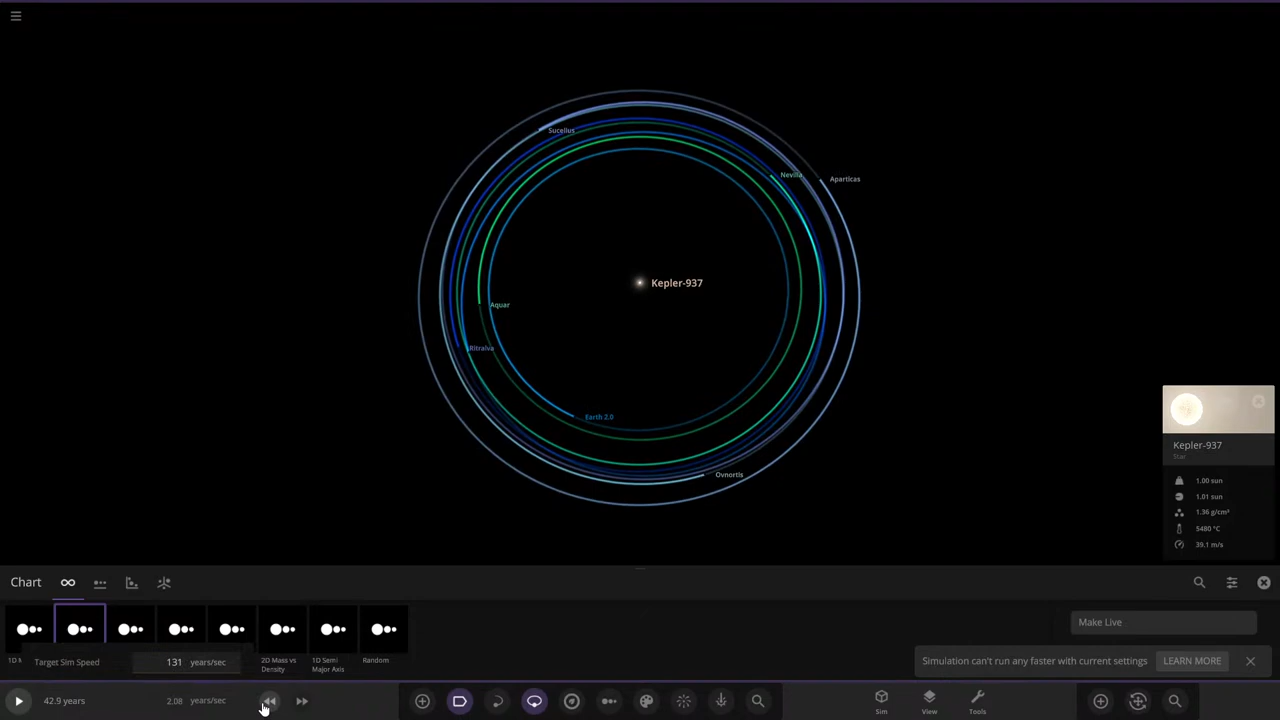 Sucellus
Nevilla
Aparticas
Kepler-937
Aquar
Ritralva
Earth 2.0
Ovnortis
Kepler-937
Star
1.00 sun
1.01 sun
1.36 g/cm³
5480 °C
39.1 m/s
Chart
Make Live
1D
2D Mass vs
Density
1D Semi
Major Axis
Random
Target Sim Speed 131 years/sec
Simulation can't run any faster with current settings LEARN MORE
42.9 years 2.08 years/sec
Sim View Tools